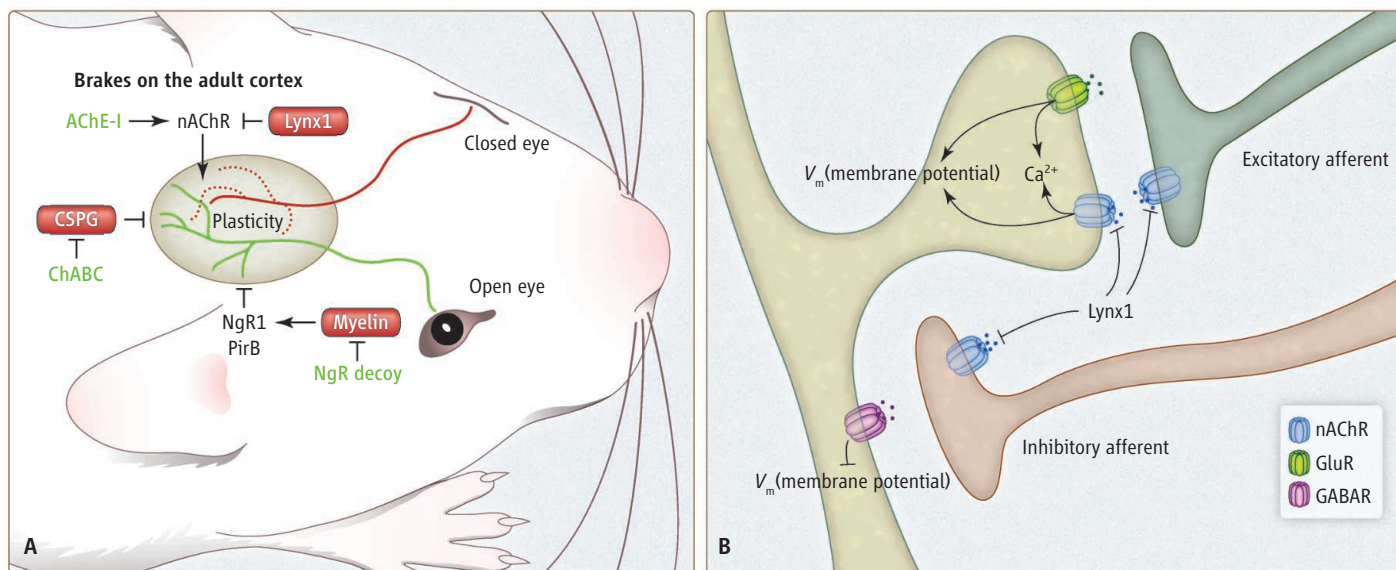 Brakes on the adult cortex
AChE-I
nAChR
Lynx1
Closed eye
CSPG
Plasticity
ChABC
Open eye
NgR1
PirB
Myelin
NgR decoy
A
Excitatory afferent
Vm(membrane potential)
Ca2+
Lynx1
Inhibitory afferent
Vm(membrane potential)
nAChR
GluR
GABAR
B